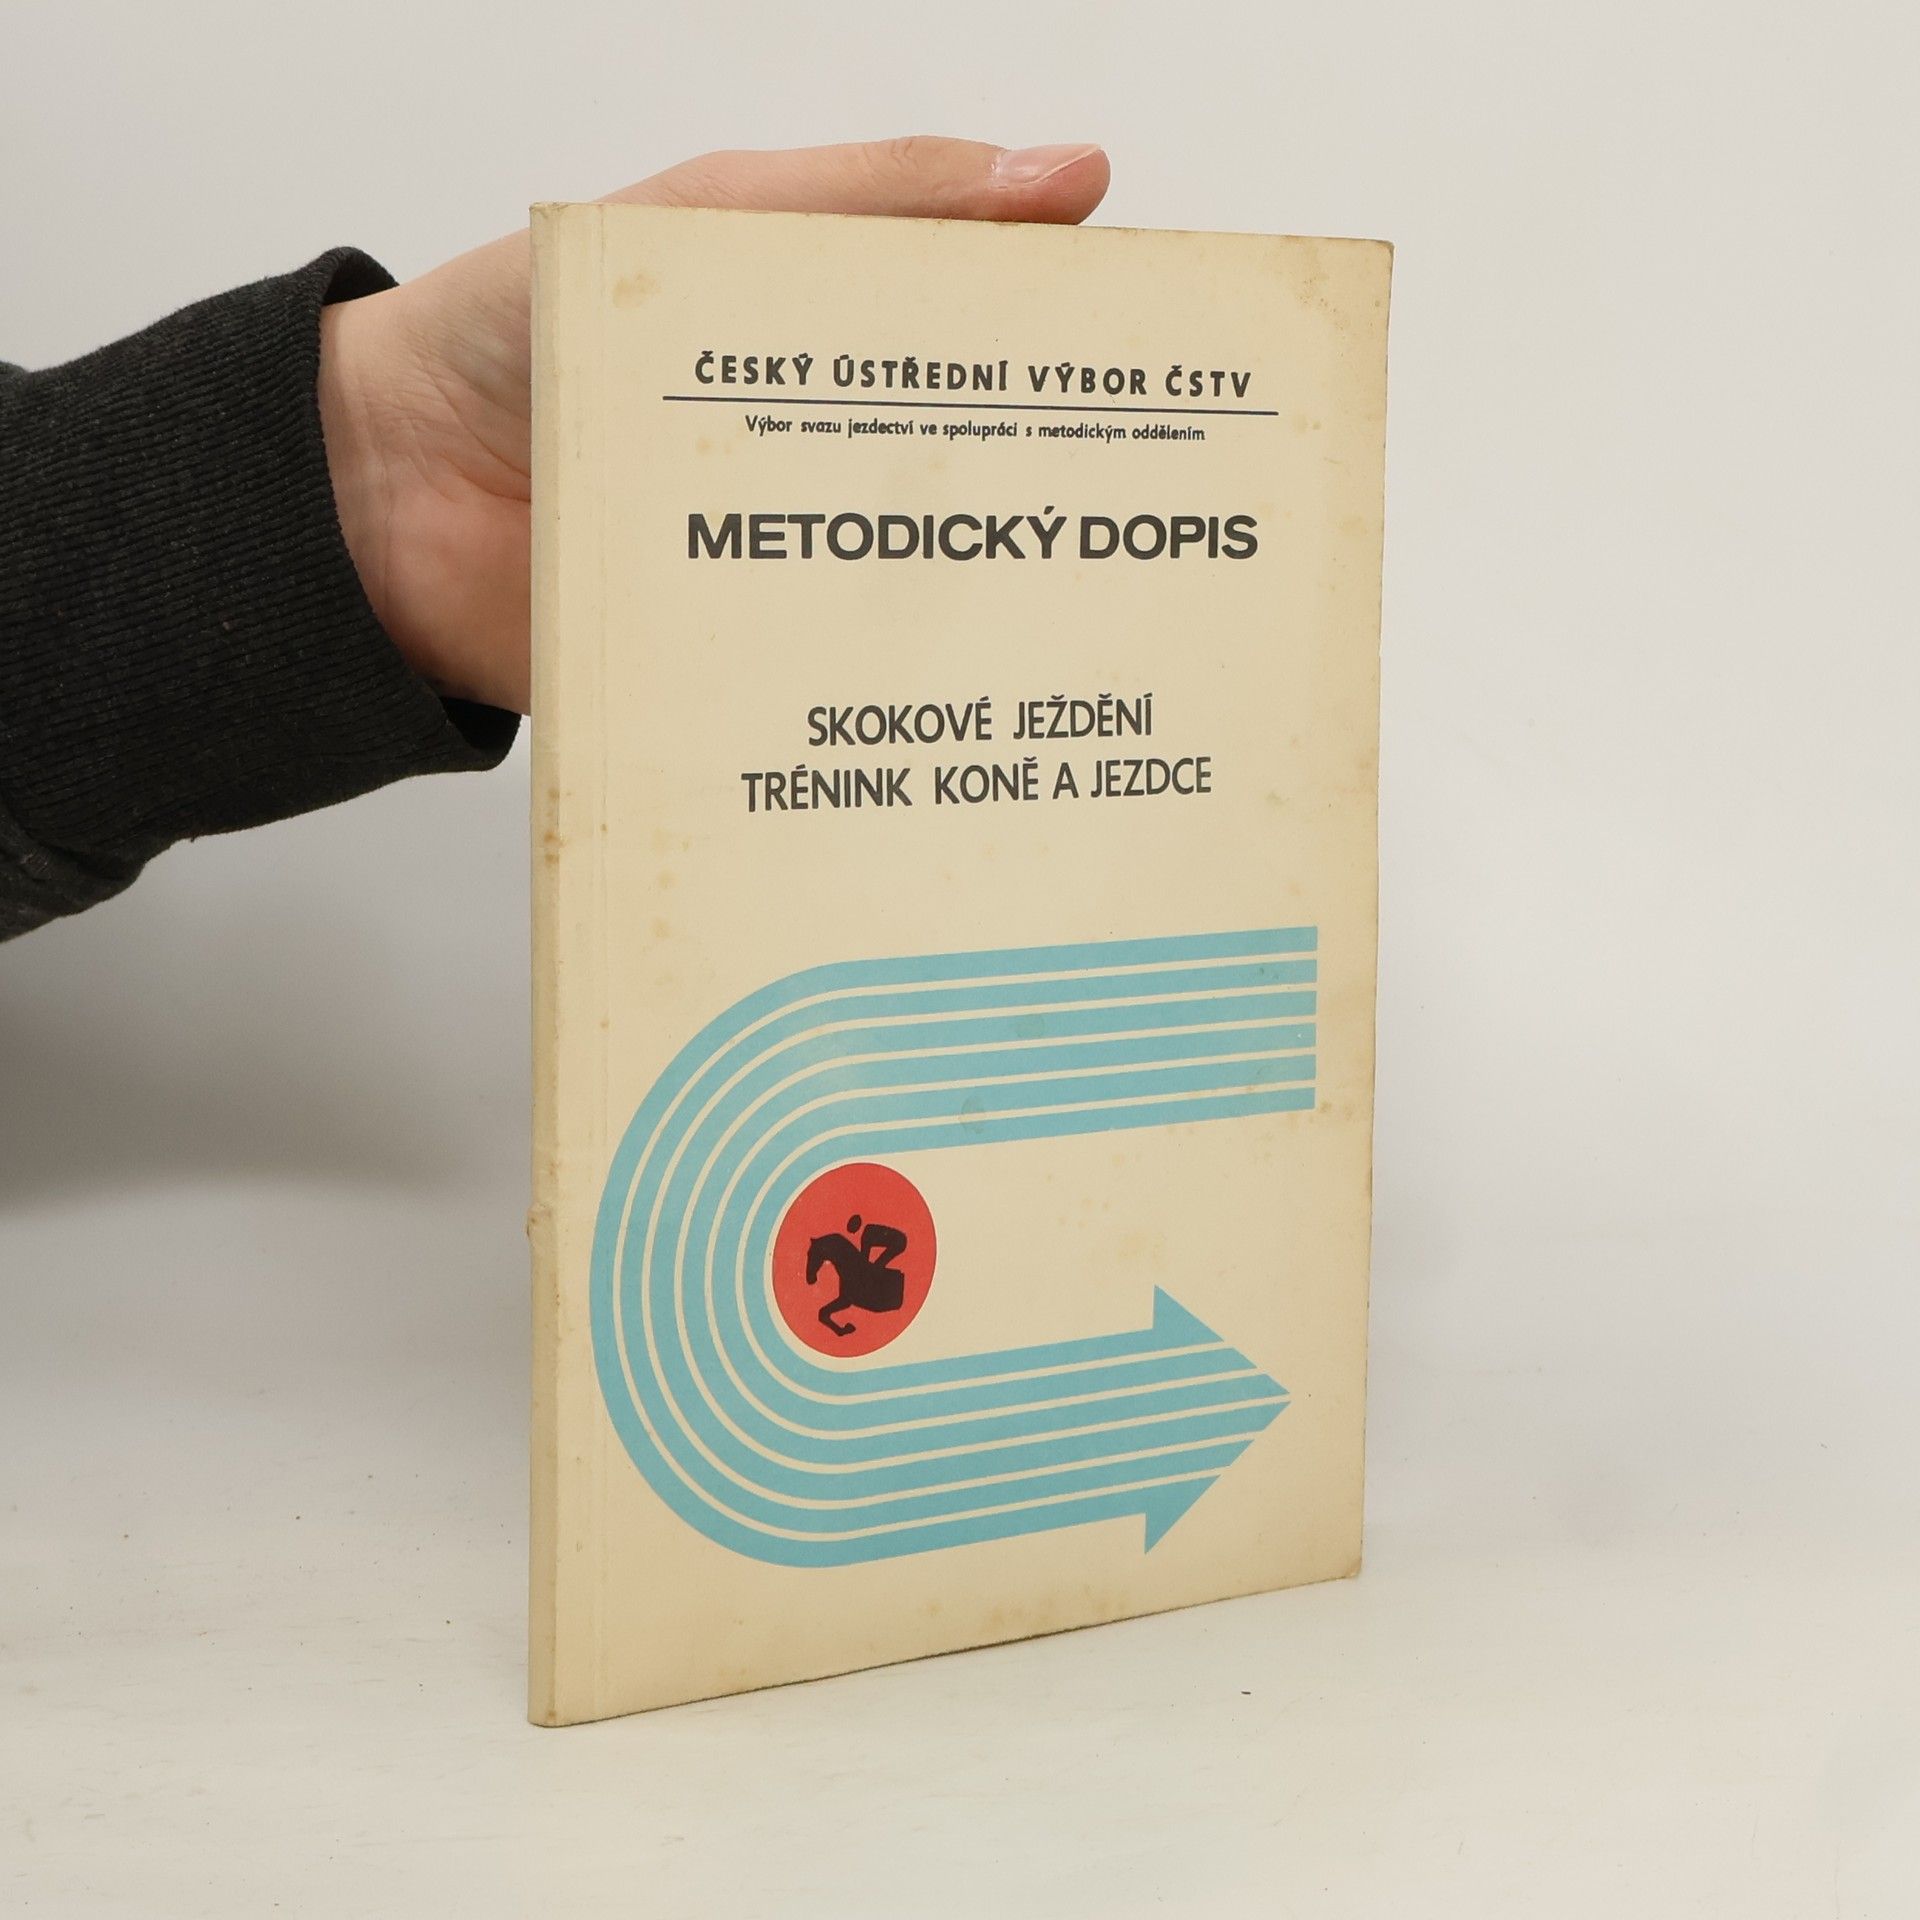 ČESKÝ ÚSTŘEDNÍ VÝBOR ČSTV
Výbor svazu jezdectví ve spolupráci s metodickým oddělením
METODICKÝ DOPIS
SKOKOVÉ JEŽDĚNÍ
TRÉNINK KONĚ A JEZDCE